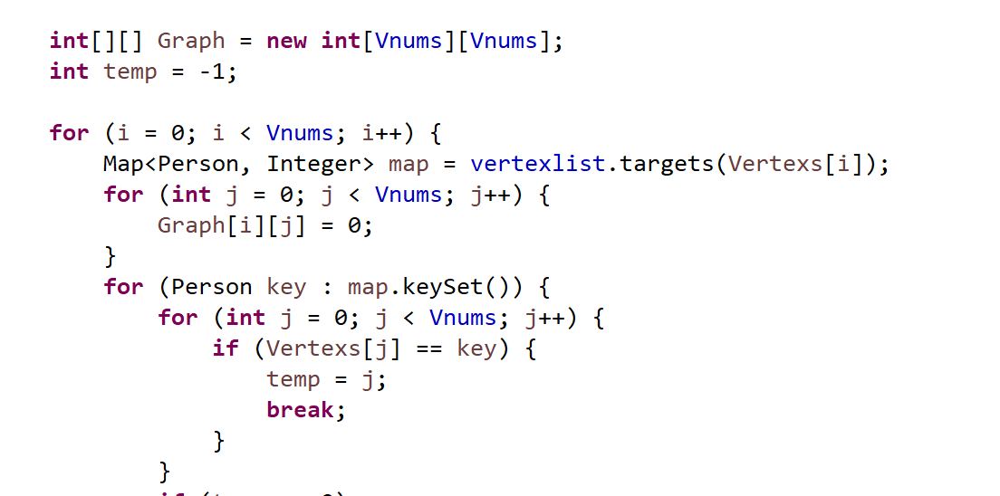 int[][] Graph = new int[Vnums][Vnums];
int temp = -1;
for (i = 0; i < Vnums; i++) {
Map<Person, Integer> map = vertexlist.targets(Vertexs[i]);
for (int j = 0; j < Vnums; j++) {
Graph[i][j] = 0;
}
for (Person key : map.keySet()) {
for (int j = 0; j < Vnums; j++) {
if (Vertexs[j] == key) {
temp = j;
break;
}
}